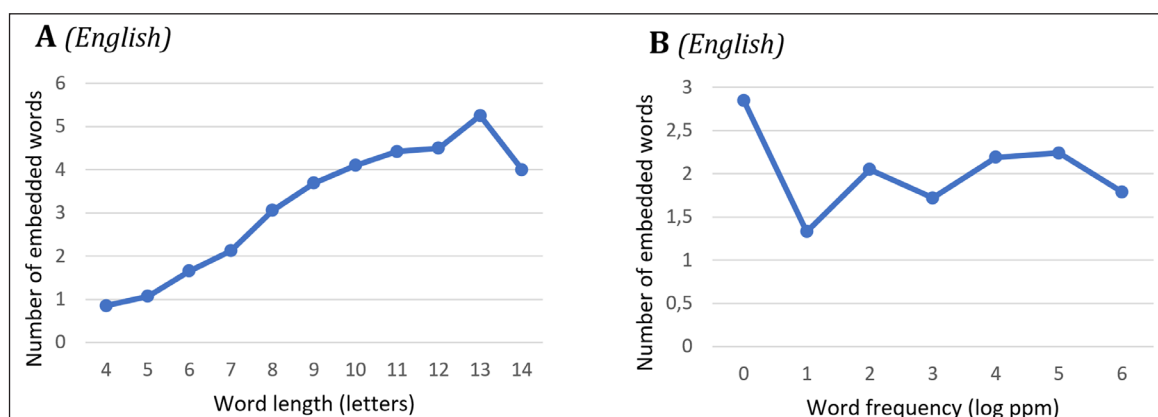 A (English)
Number of embedded words
6
5
4
3
2
1
0
4 5 6 7 8 9 10 11 12 13 14
Word length (letters)
B (English)
Number of embedded words
3
2,5
2
1,5
1
0,5
0
0 1 2 3 4 5 6
Word frequency (log ppm)